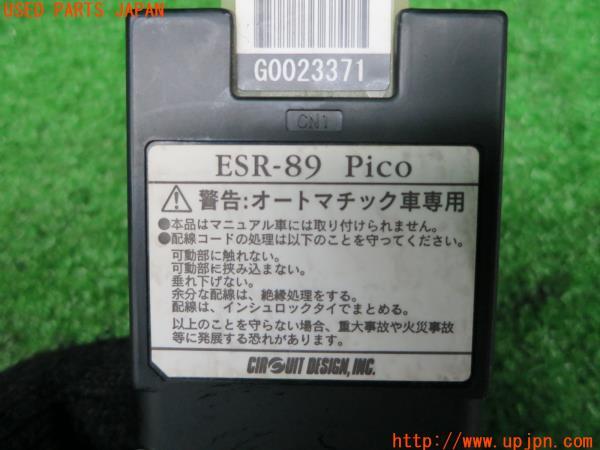 USED PARTS JAPAN
G0023371
CN1
ESR-89 Pico
警告:オートマチック車専用
●本品はマニュアル車には取り付けられません。
●配線コードの処理は以下のことを守ってください。
可動部に触れない。
可動部に挟み込まない。
垂れ下げない。
余分な配線は、絶縁処理をする。
配線は、インシュロックタイでまとめる。
以上のことを守らない場合、重大事故や火災事故
等に発展する恐れがあります。
CIRCUIT DESIGN, INC.
http://www.upjpn.com/